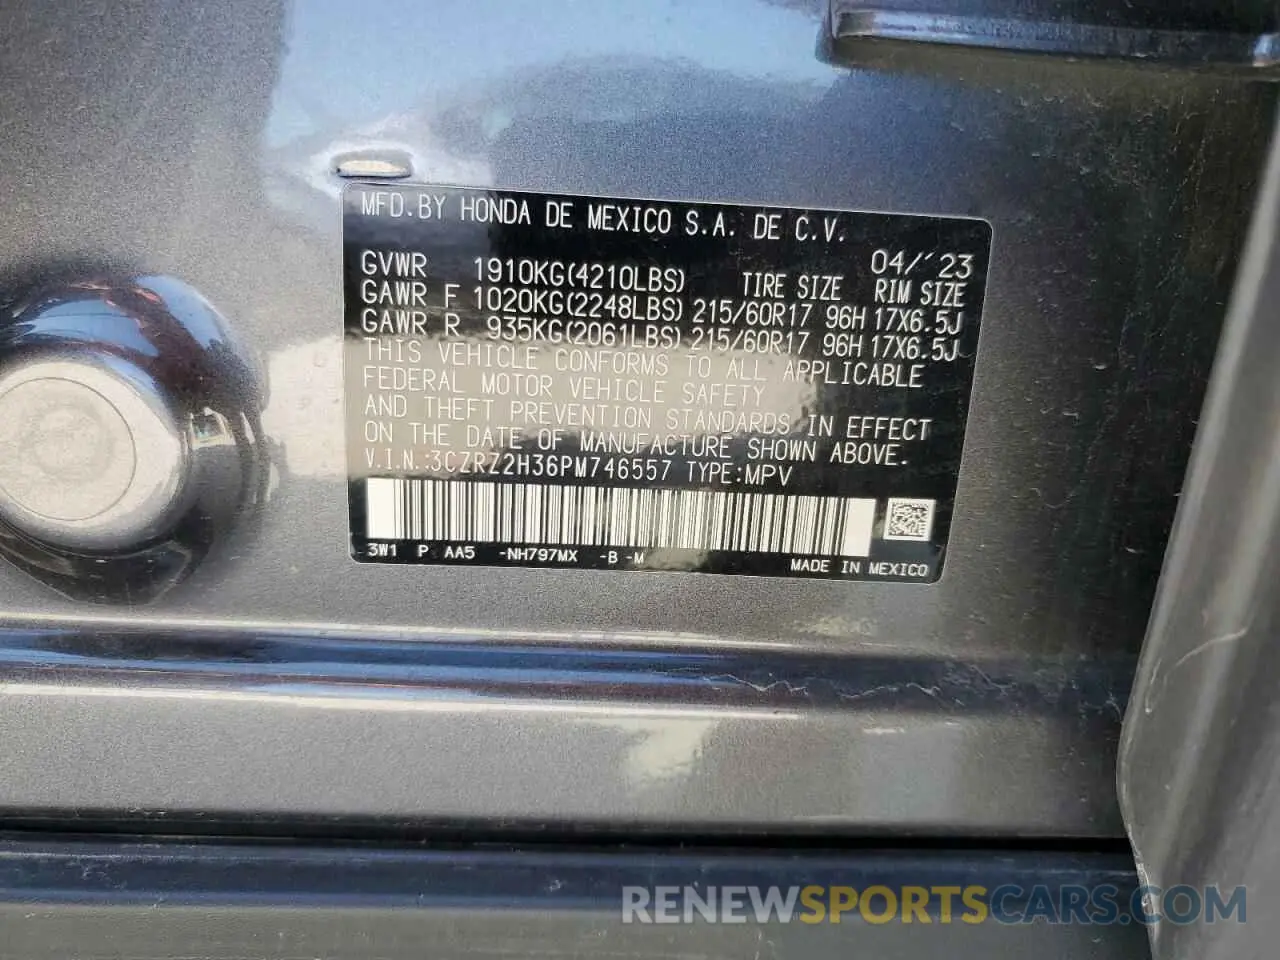 MFD.BY HONDA DE MEXICO S.A. DE C.V.
04/'23
GVWR 1910KG(4210LBS) TIRE SIZE RIM SIZE
GAWR F 1020KG(2248LBS) 215/60R17 96H 17X6.5J
GAWR R 935KG(2061LBS) 215/60R17 96H 17X6.5J
THIS VEHICLE CONFORMS TO ALL APPLICABLE
FEDERAL MOTOR VEHICLE SAFETY
AND THEFT PREVENTION STANDARDS IN EFFECT
ON THE DATE OF MANUFACTURE SHOWN ABOVE.
V.I.N.:3CZRZ2H36PM746557 TYPE:MPV
3W1 P AA5 -NH797MX -B -M
MADE IN MEXICO
RENEWSPORTSCARS.COM